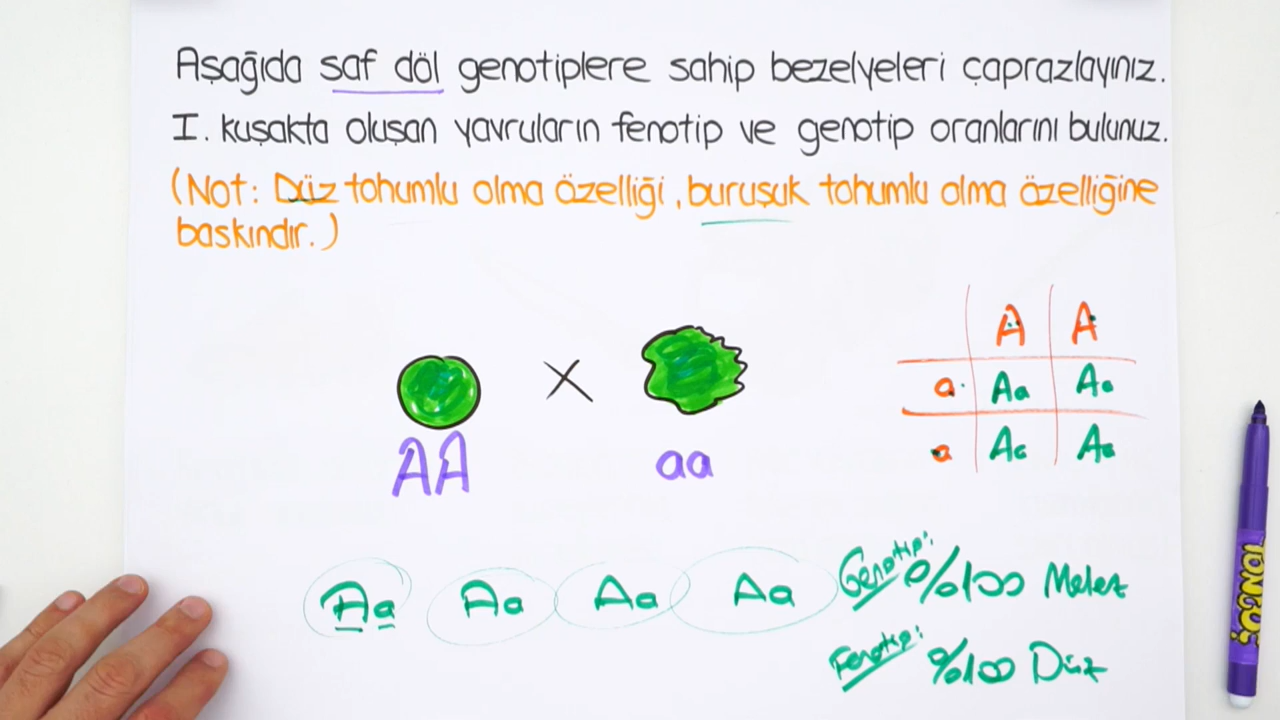 Aşağıda saf döl genotiplere sahip bezelyeleri çaprazlayınız.
I. kuşakta oluşan yavruların fenotip ve genotip oranlarını bulunuz.
(Not: Düz tohumlu olma özelliği, buruşuk tohumlu olma özelliğine
baskındır.)
A A
a Aa Aa
a Aa Aa
X
AA aa
Aa Aa Aa Aa
Genotip: %100 Melez
Fenotip: %100 Düz